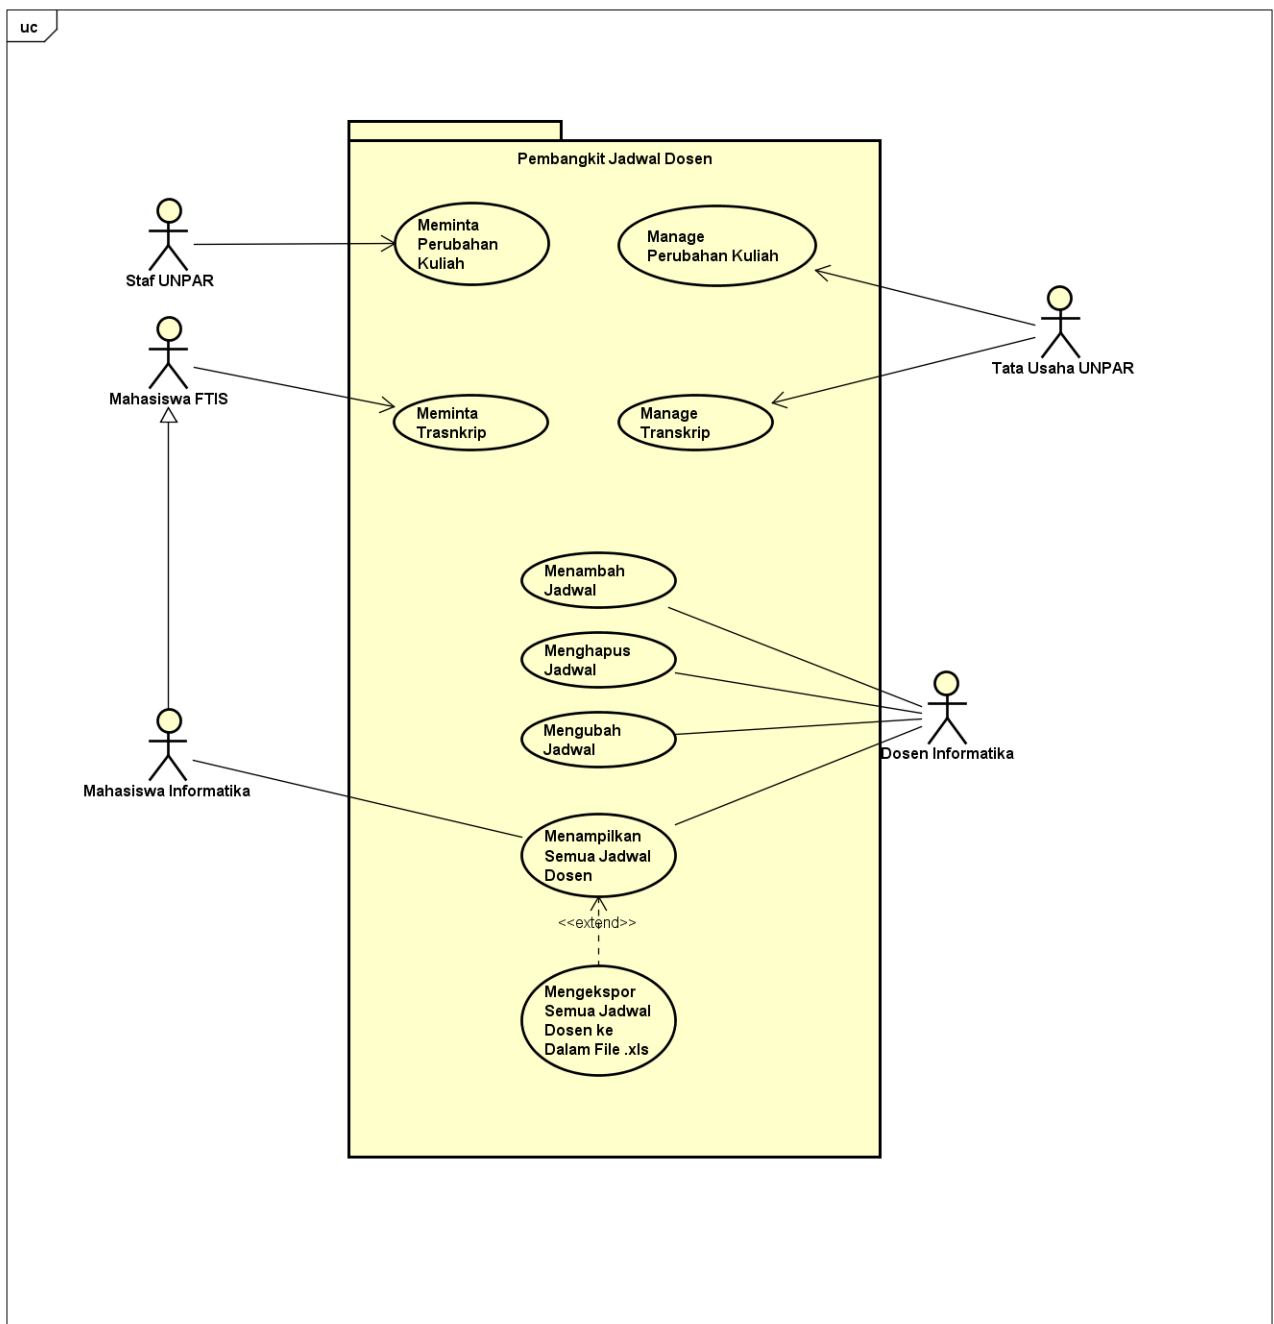 uc
Pembangkit Jadwal Dosen
Meminta
Perubahan
Kuliah
Manage
Perubahan Kuliah
Staf UNPAR
Tata Usaha UNPAR
Mahasiswa FTIS
Meminta
Trasnkrip
Manage
Transkrip
Menambah
Jadwal
Menghapus
Jadwal
Mengubah
Jadwal
Dosen Informatika
Mahasiswa Informatika
Menampilkan
Semua Jadwal
Dosen
<<extend>>
Mengekspor
Semua Jadwal
Dosen ke
Dalam File .xls